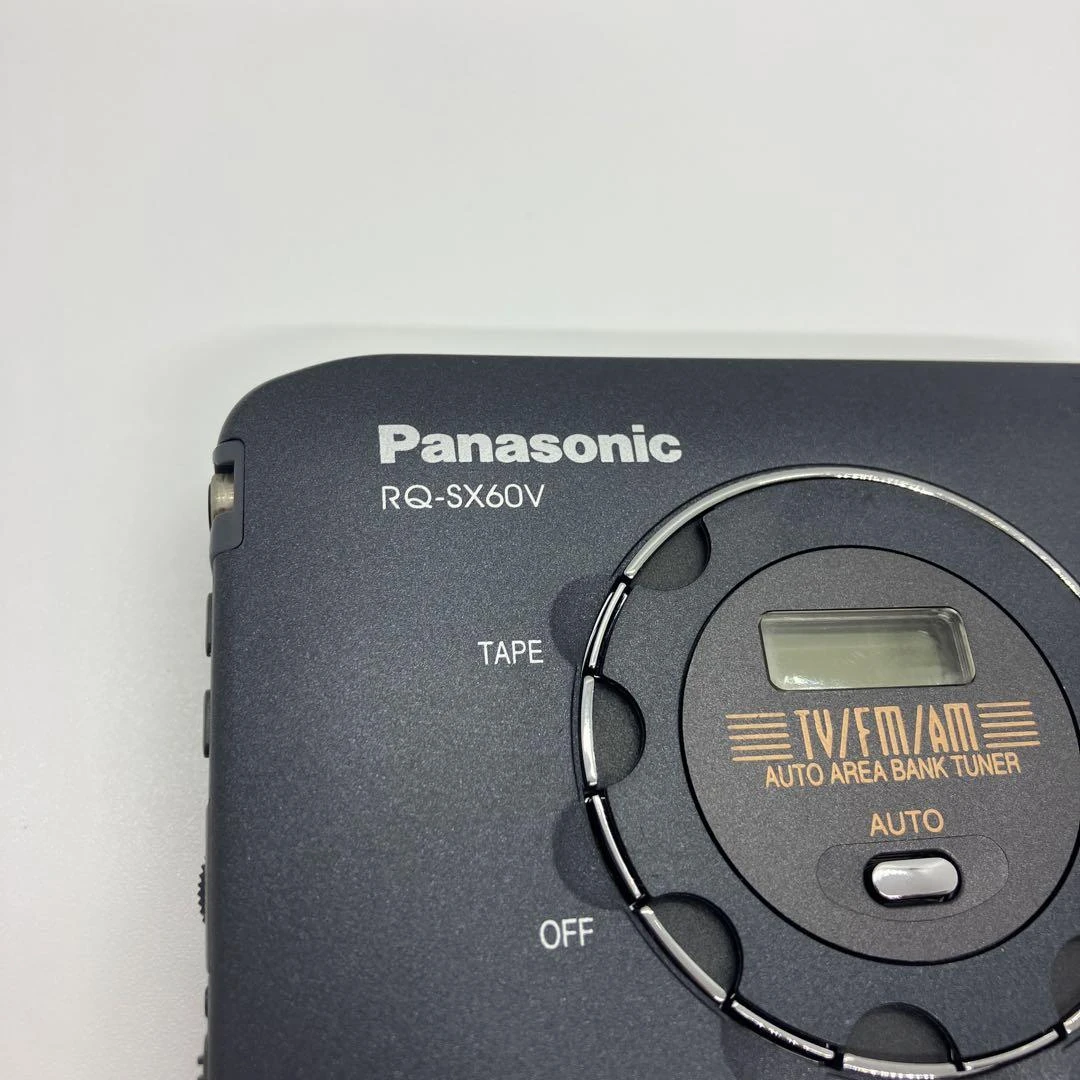 Panasonic
RQ-SX60V
TAPE
TV/FM/AM
AUTO AREA BANK TUNER
AUTO
OFF